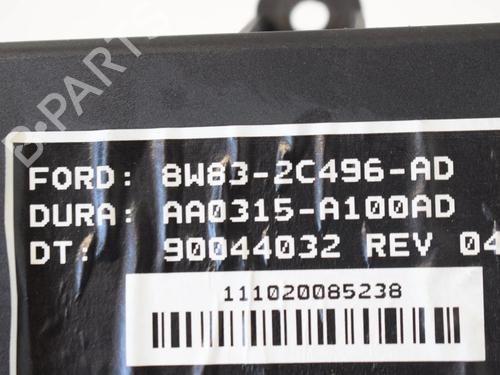 B-PARTS
FORD: 8W83-2C496-AD
DURA: AA0315-A100AD
DT: 90044032 REV 04
111020085238